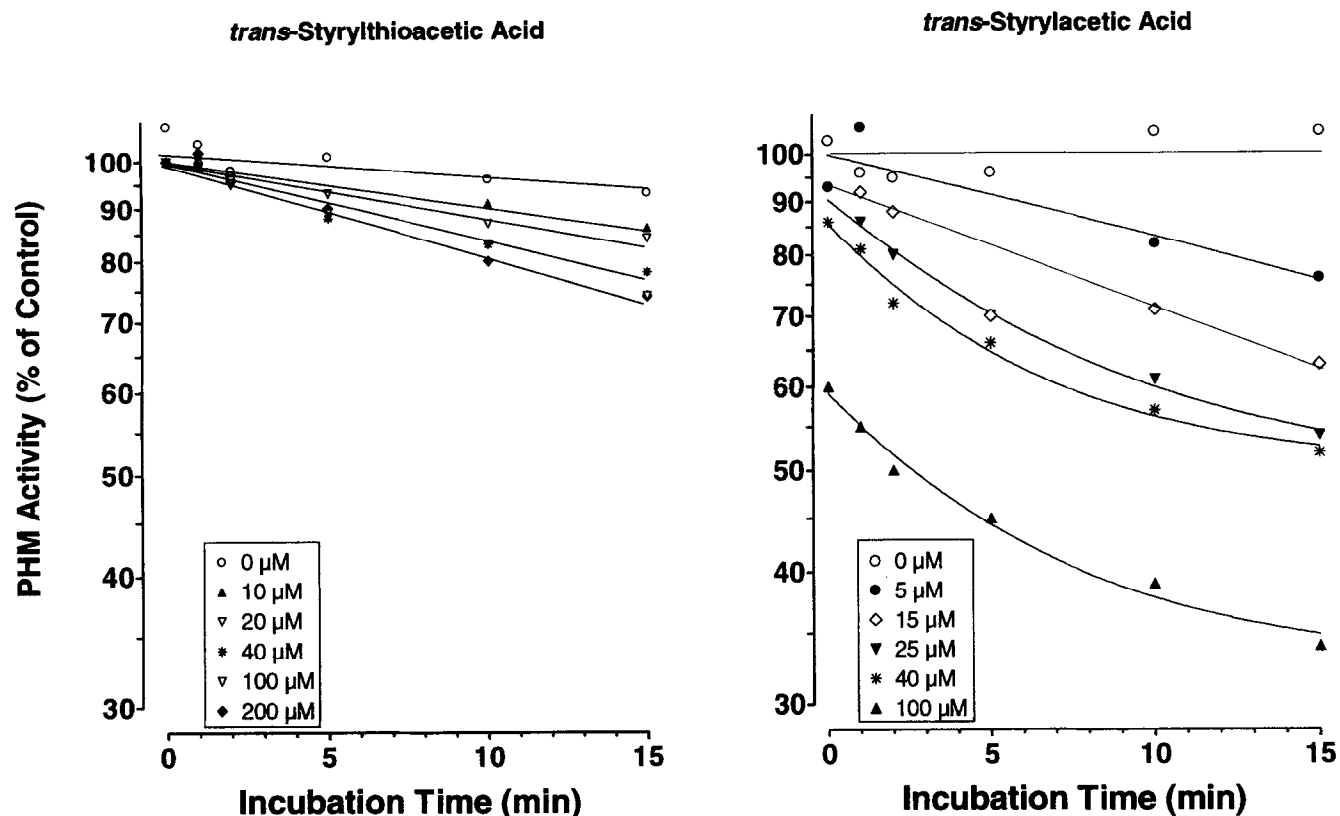 trans-Styrylthioacetic Acid
trans-Styrylacetic Acid
PHM Activity (% of Control)
100
90
80
70
60
50
40
30
0 µM
10 µM
20 µM
40 µM
100 µM
200 µM
0
5
10
15
Incubation Time (min)
100
90
80
70
60
50
40
30
0 µM
5 µM
15 µM
25 µM
40 µM
100 µM
0
5
10
15
Incubation Time (min)